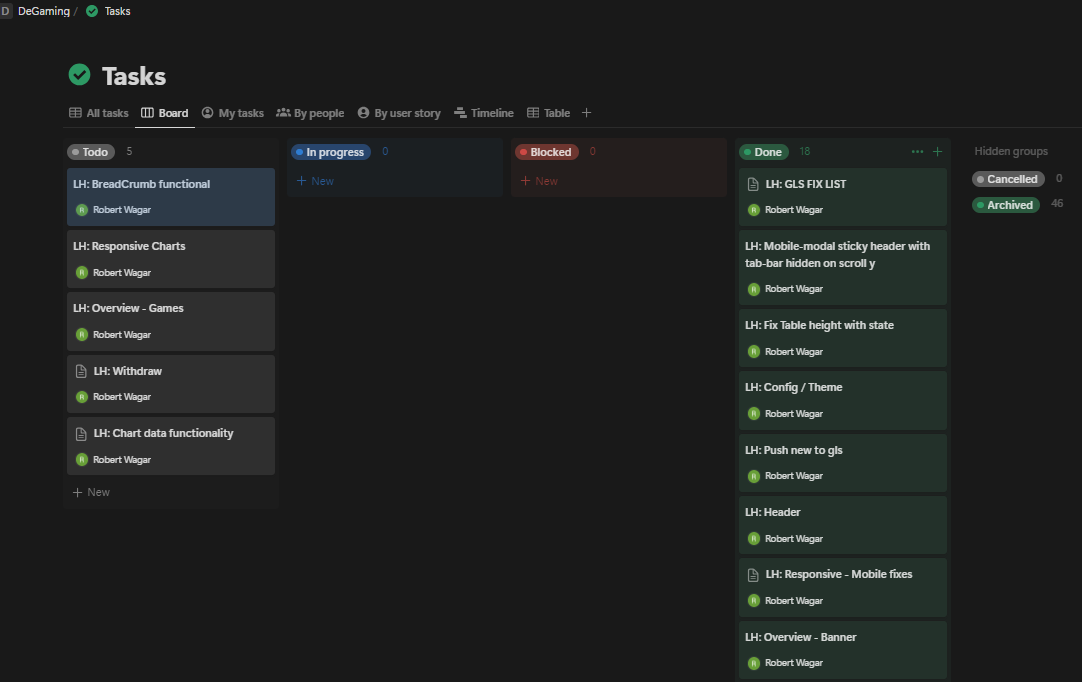 D DeGaming / Tasks
Tasks
All tasks Board My tasks By people By user story Timeline Table +
Todo 5
LH: BreadCrumb functional
R Robert Wagar
LH: Responsive Charts
R Robert Wagar
LH: Overview - Games
R Robert Wagar
LH: Withdraw
R Robert Wagar
LH: Chart data functionality
R Robert Wagar
+ New
In progress 0
+ New
Blocked 0
+ New
Done 18 ••• +
LH: GLS FIX LIST
R Robert Wagar
LH: Mobile-modal sticky header with
tab-bar hidden on scroll y
R Robert Wagar
LH: Fix Table height with state
R Robert Wagar
LH: Config / Theme
R Robert Wagar
LH: Push new to gls
R Robert Wagar
LH: Header
R Robert Wagar
LH: Responsive - Mobile fixes
R Robert Wagar
LH: Overview - Banner
R Robert Wagar
Hidden groups
Cancelled 0
Archived 46